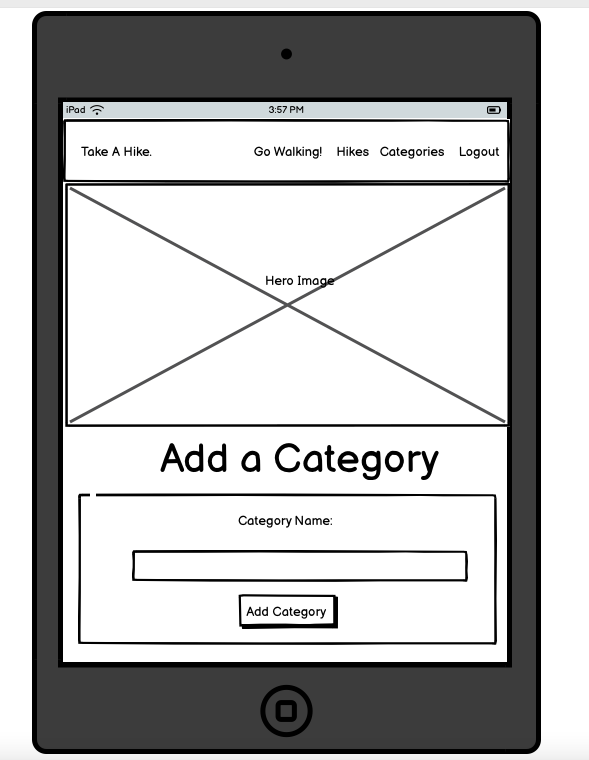 iPad 3:57 PM
Take A Hike. Go Walking! Hikes Categories Logout
Hero Image
Add a Category
Category Name:
Add Category